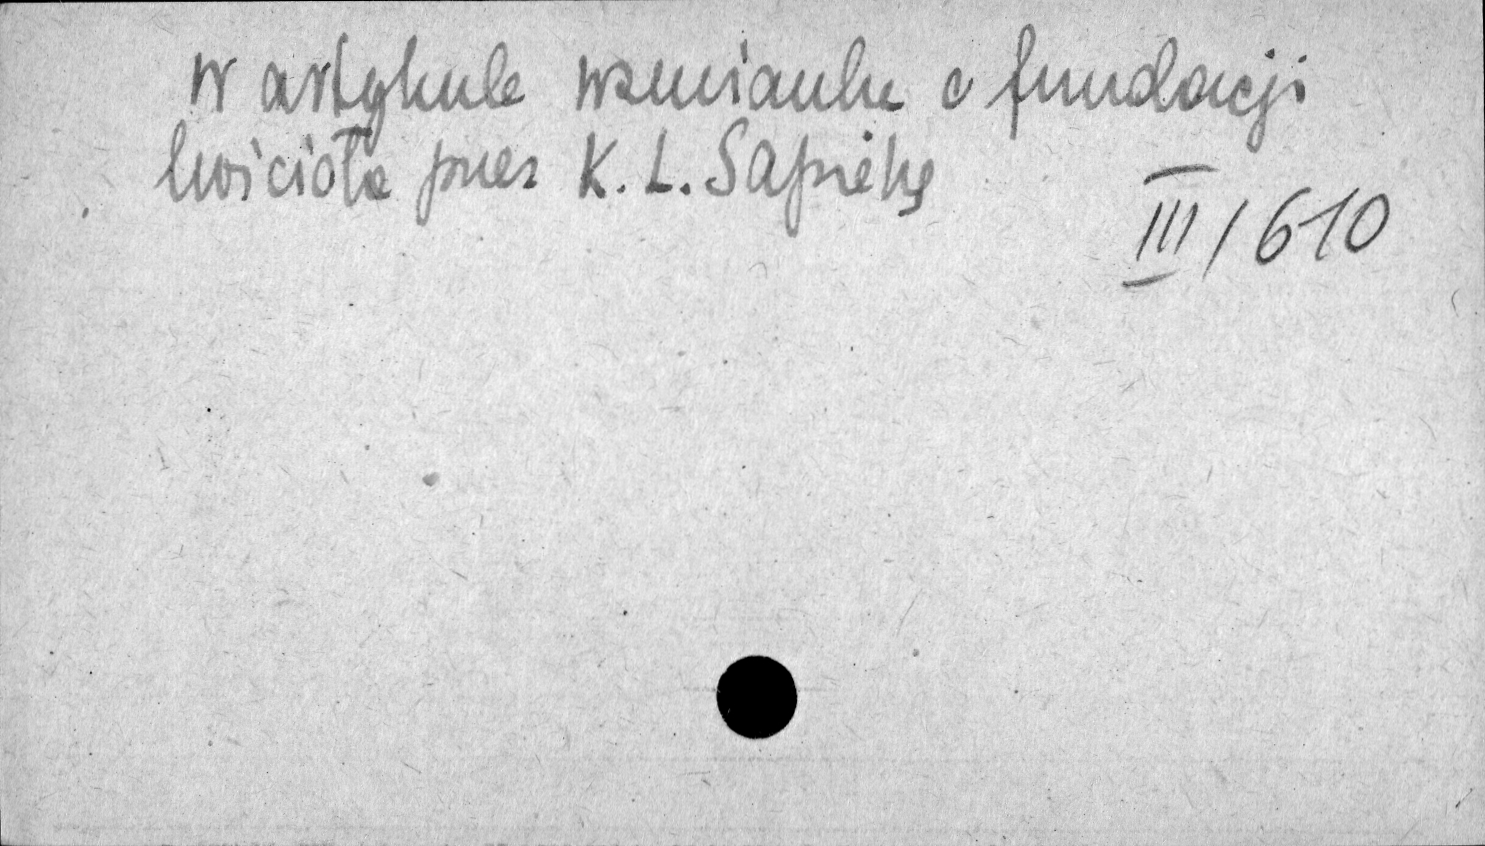 W artykule wzmianka o fundacji
kościoła przez K. L. Sapiehę
III/610